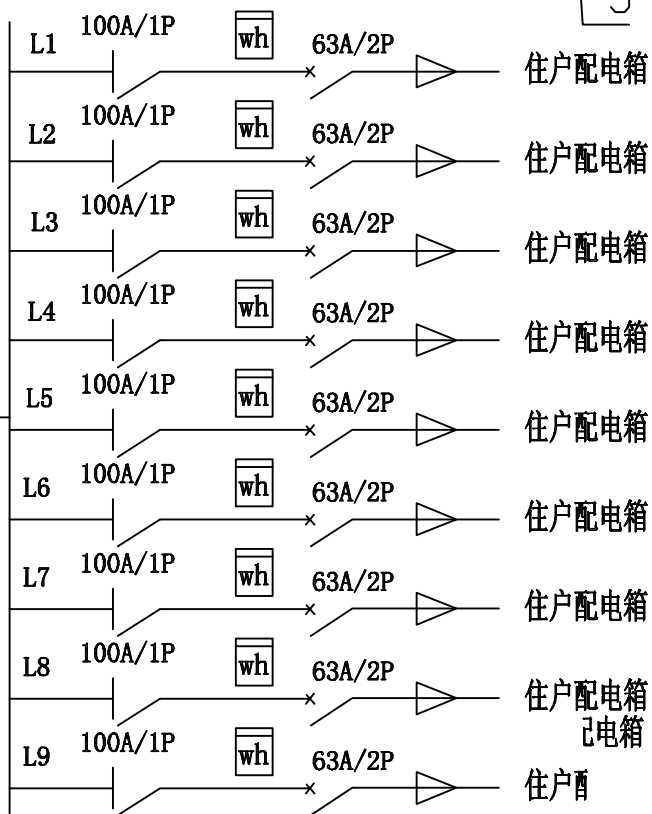 L1 100A/1P wh 63A/2P 住户配电箱
L2 100A/1P wh 63A/2P 住户配电箱
L3 100A/1P wh 63A/2P 住户配电箱
L4 100A/1P wh 63A/2P 住户配电箱
L5 100A/1P wh 63A/2P 住户配电箱
L6 100A/1P wh 63A/2P 住户配电箱
L7 100A/1P wh 63A/2P 住户配电箱
L8 100A/1P wh 63A/2P 住户配电箱
电箱
L9 100A/1P wh 63A/2P 住户